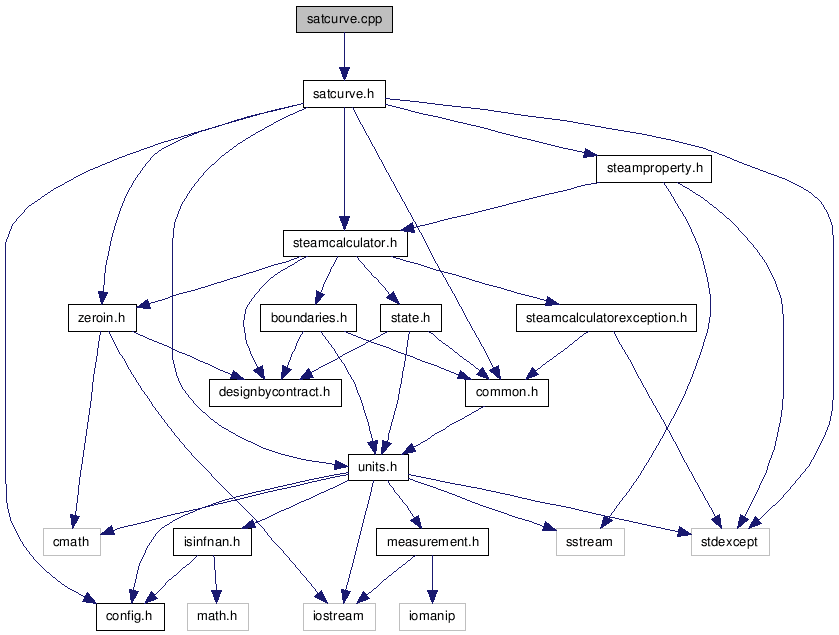 satcurve.cpp
satcurve.h
steamproperty.h
steamcalculator.h
zeroin.h
boundaries.h
state.h
steamcalculatorexception.h
designbycontract.h
common.h
units.h
cmath
isinfnan.h
measurement.h
sstream
stdexcept
config.h
math.h
iostream
iomanip